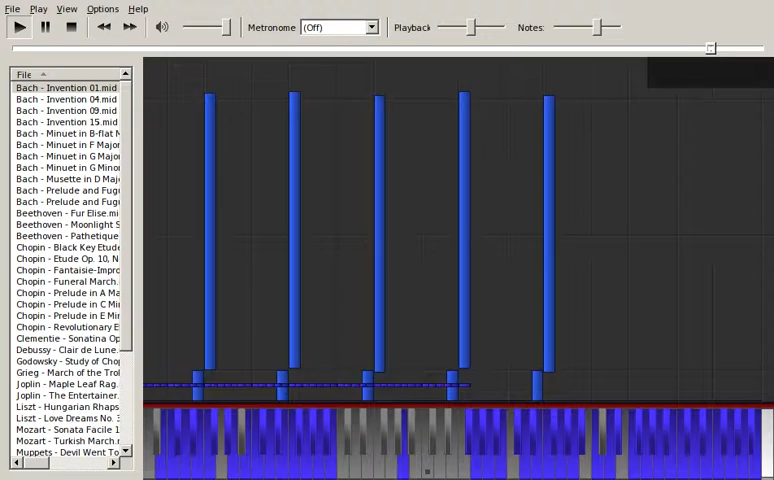 File Play View Options Help
Metronome (Off) Playback Notes:
File
Bach - Invention 01.mid
Bach - Invention 04.mid
Bach - Invention 09.mid
Bach - Invention 15.mid
Bach - Minuet in B-flat M
Bach - Minuet in F Major
Bach - Minuet in G Major
Bach - Minuet in G Minor
Bach - Musette in D Maj
Bach - Prelude and Fugu
Bach - Prelude and Fugu
Beethoven - Fur Elise.mi
Beethoven - Moonlight S
Beethoven - Pathetique
Chopin - Black Key Etude
Chopin - Etude Op. 10, N
Chopin - Fantaisie-Impro
Chopin - Funeral March.
Chopin - Prelude in A Ma
Chopin - Prelude in C Mi
Chopin - Prelude in E Mi
Chopin - Revolutionary E
Clementie - Sonatina Op
Debussy - Clair de Lune.
Godowsky - Study of Cho
Grieg - March of the Trol
Joplin - Maple Leaf Rag.
Joplin - The Entertainer.
Liszt - Hungarian Rhaps
Liszt - Love Dreams No. 3
Mozart - Sonata Facile 1
Mozart - Turkish March.m
Muppets - Devil Went To